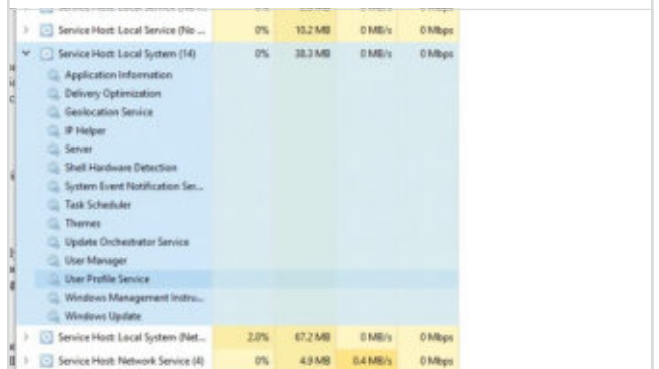 Service Host: Local Service (No ... 0% 10.2 MB 0 MB/s 0 Mbps
Service Host: Local System (14) 0% 38.3 MB 0 MB/s 0 Mbps
Application Information
Delivery Optimization
Geolocation Service
IP Helper
Server
Shell Hardware Detection
System Event Notification Ser...
Task Scheduler
Themes
Update Orchestrator Service
User Manager
User Profile Service
Windows Management Instru...
Windows Update
Service Host: Local System (Net... 2.0% 67.2 MB 0 MB/s 0 Mbps
Service Host: Network Service (4) 0% 4.9 MB 0.4 MB/s 0 Mbps